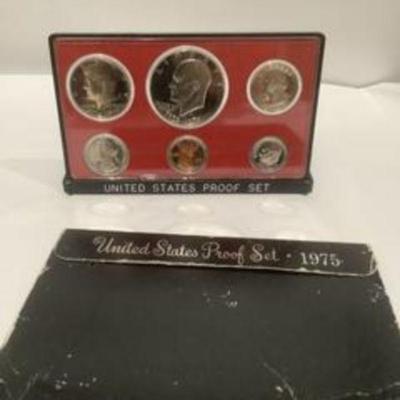 UNITED STATES PROOF SET
United States Proof Set · 1975